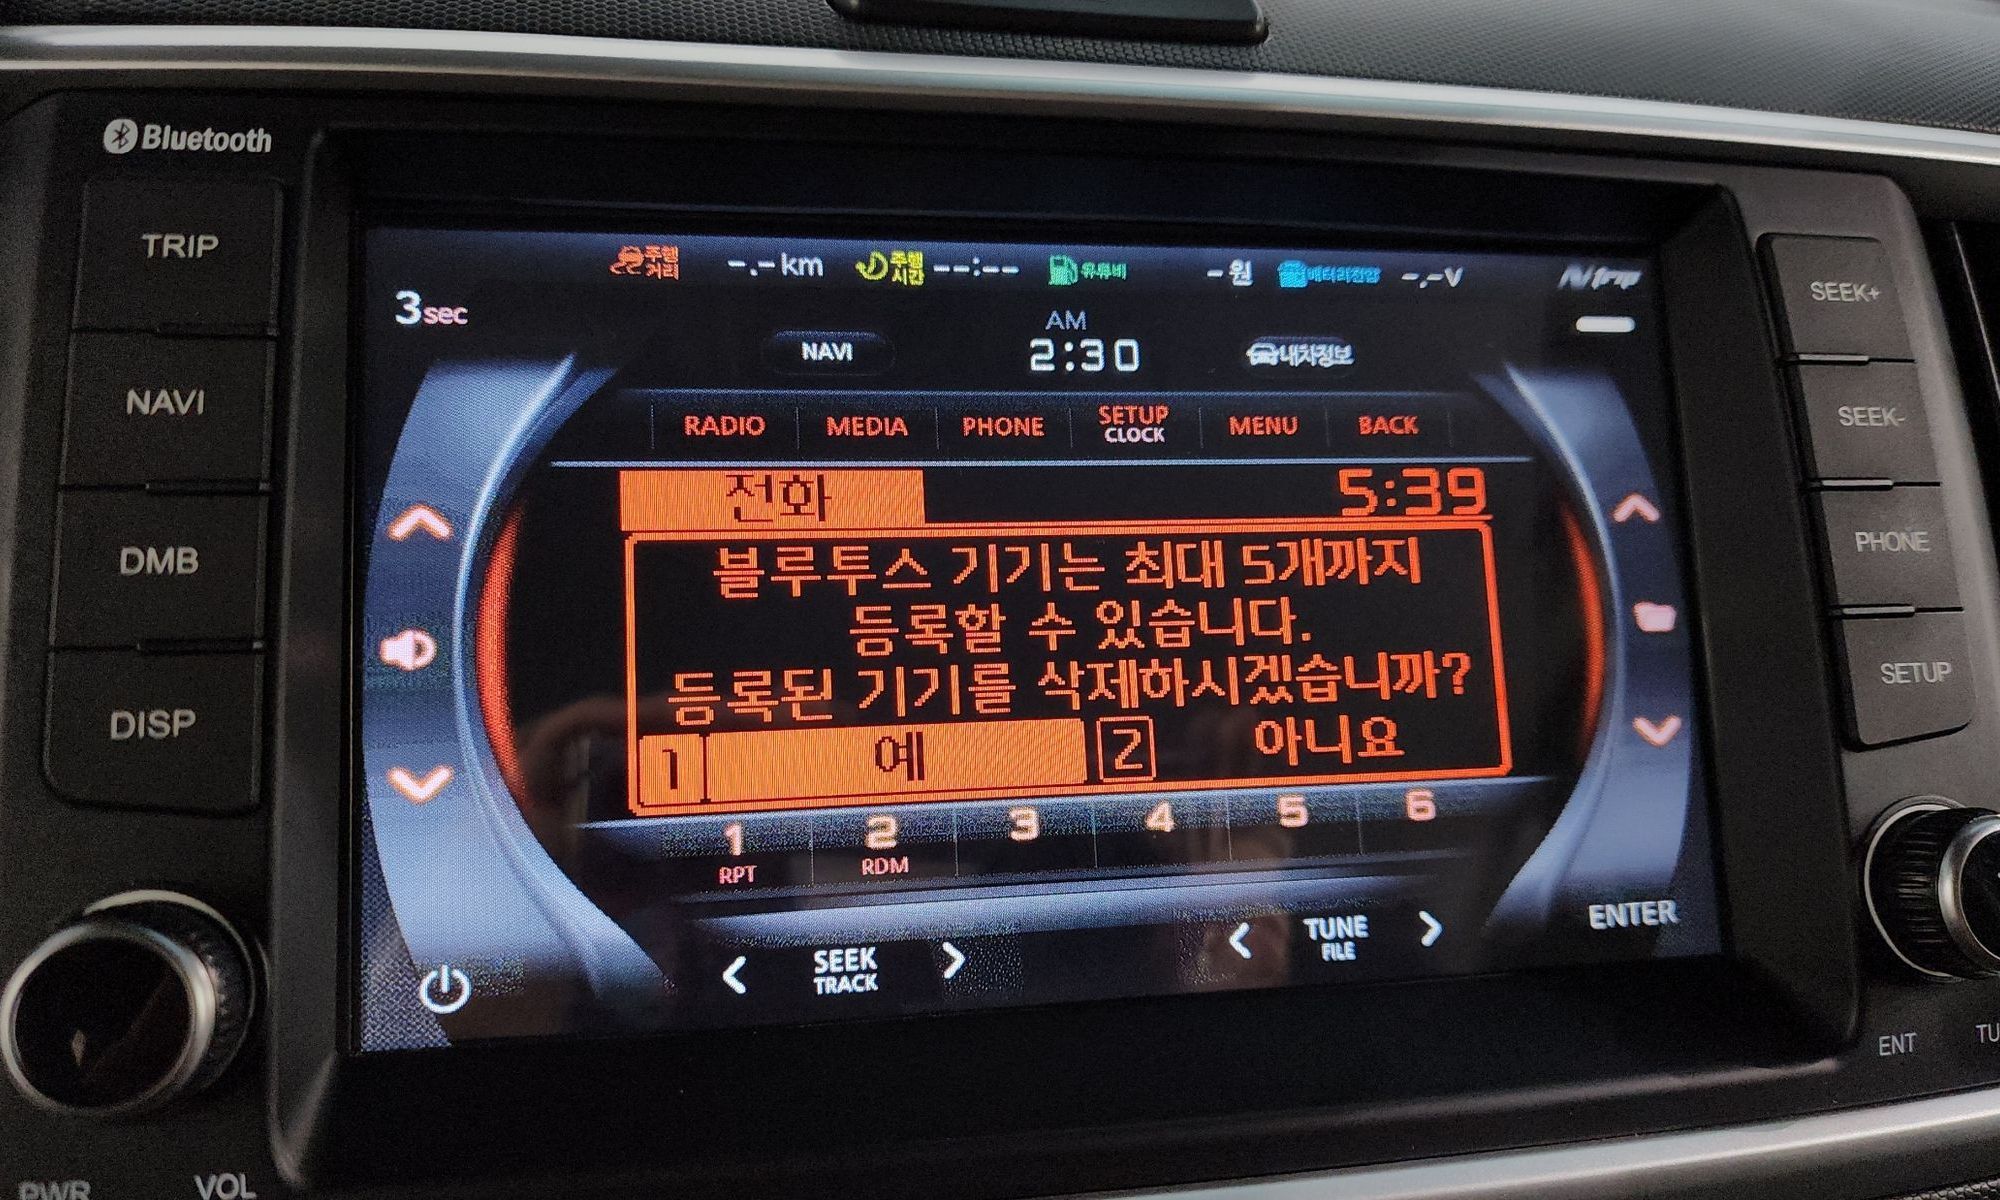 Bluetooth
TRIP
NAVI
DMB
DISP
PWR
VOL
주행거리 -.-km 주행시간 --:-- 유류비 -원 배터리전압 -.-V N trip
3sec
AM
NAVI 2:30 내차정보
RADIO MEDIA PHONE SETUP CLOCK MENU BACK
전화 5:39
블루투스 기기는 최대 5개까지
등록할 수 있습니다.
등록된 기기를 삭제하시겠습니까?
1 예 2 아니요
1 2 3 4 5 6
RPT RDM
SEEK TRACK
TUNE FILE
ENTER
SEEK+
SEEK-
PHONE
SETUP
ENT
TU